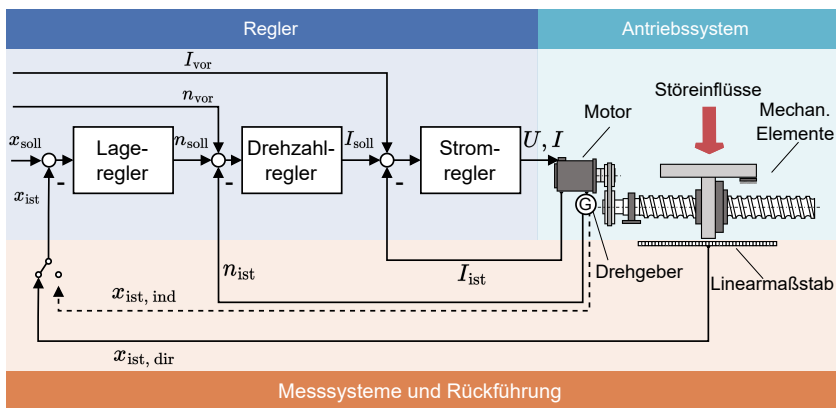 Regler
Antriebssystem
I_vor
n_vor
Störeinflüsse
Motor
Mechan.
Elemente
x_soll
Lage-
regler
n_soll
Drehzahl-
regler
I_soll
Strom-
regler
U, I
-
-
-
x_ist
G
n_ist
I_ist
Drehgeber
Linearmaßstab
x_ist, ind
x_ist, dir
Messsysteme und Rückführung